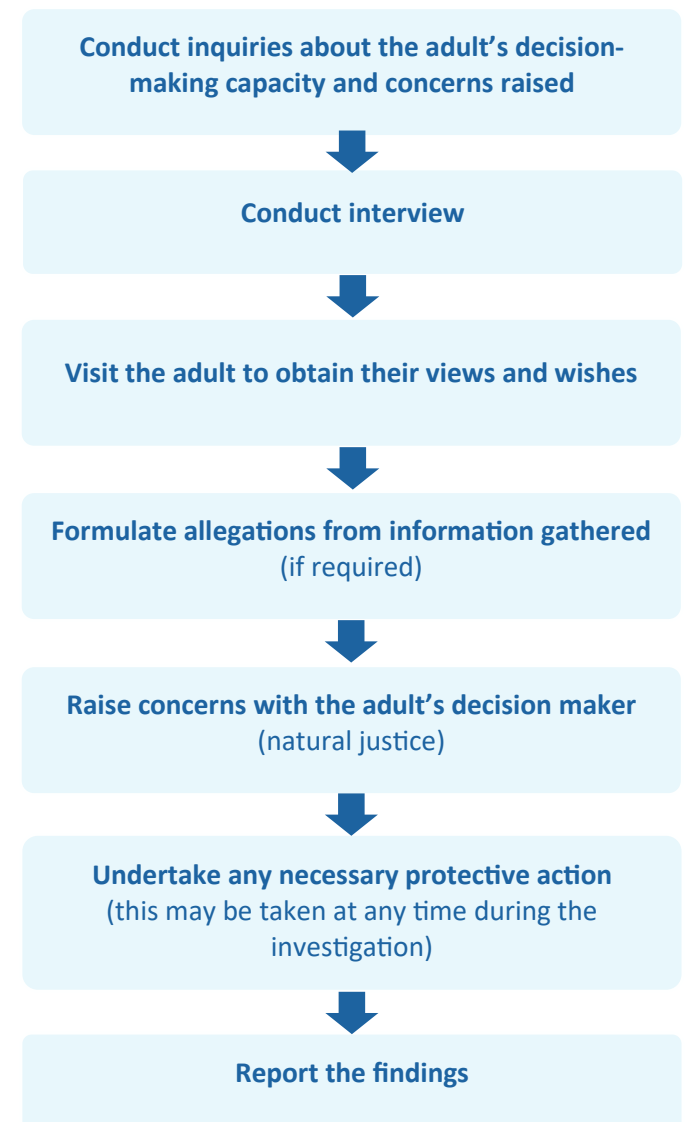 Conduct inquiries about the adult’s decision-
making capacity and concerns raised
Conduct interview
Visit the adult to obtain their views and wishes
Formulate allegations from information gathered
(if required)
Raise concerns with the adult’s decision maker
(natural justice)
Undertake any necessary protective action
(this may be taken at any time during the
investigation)
Report the findings